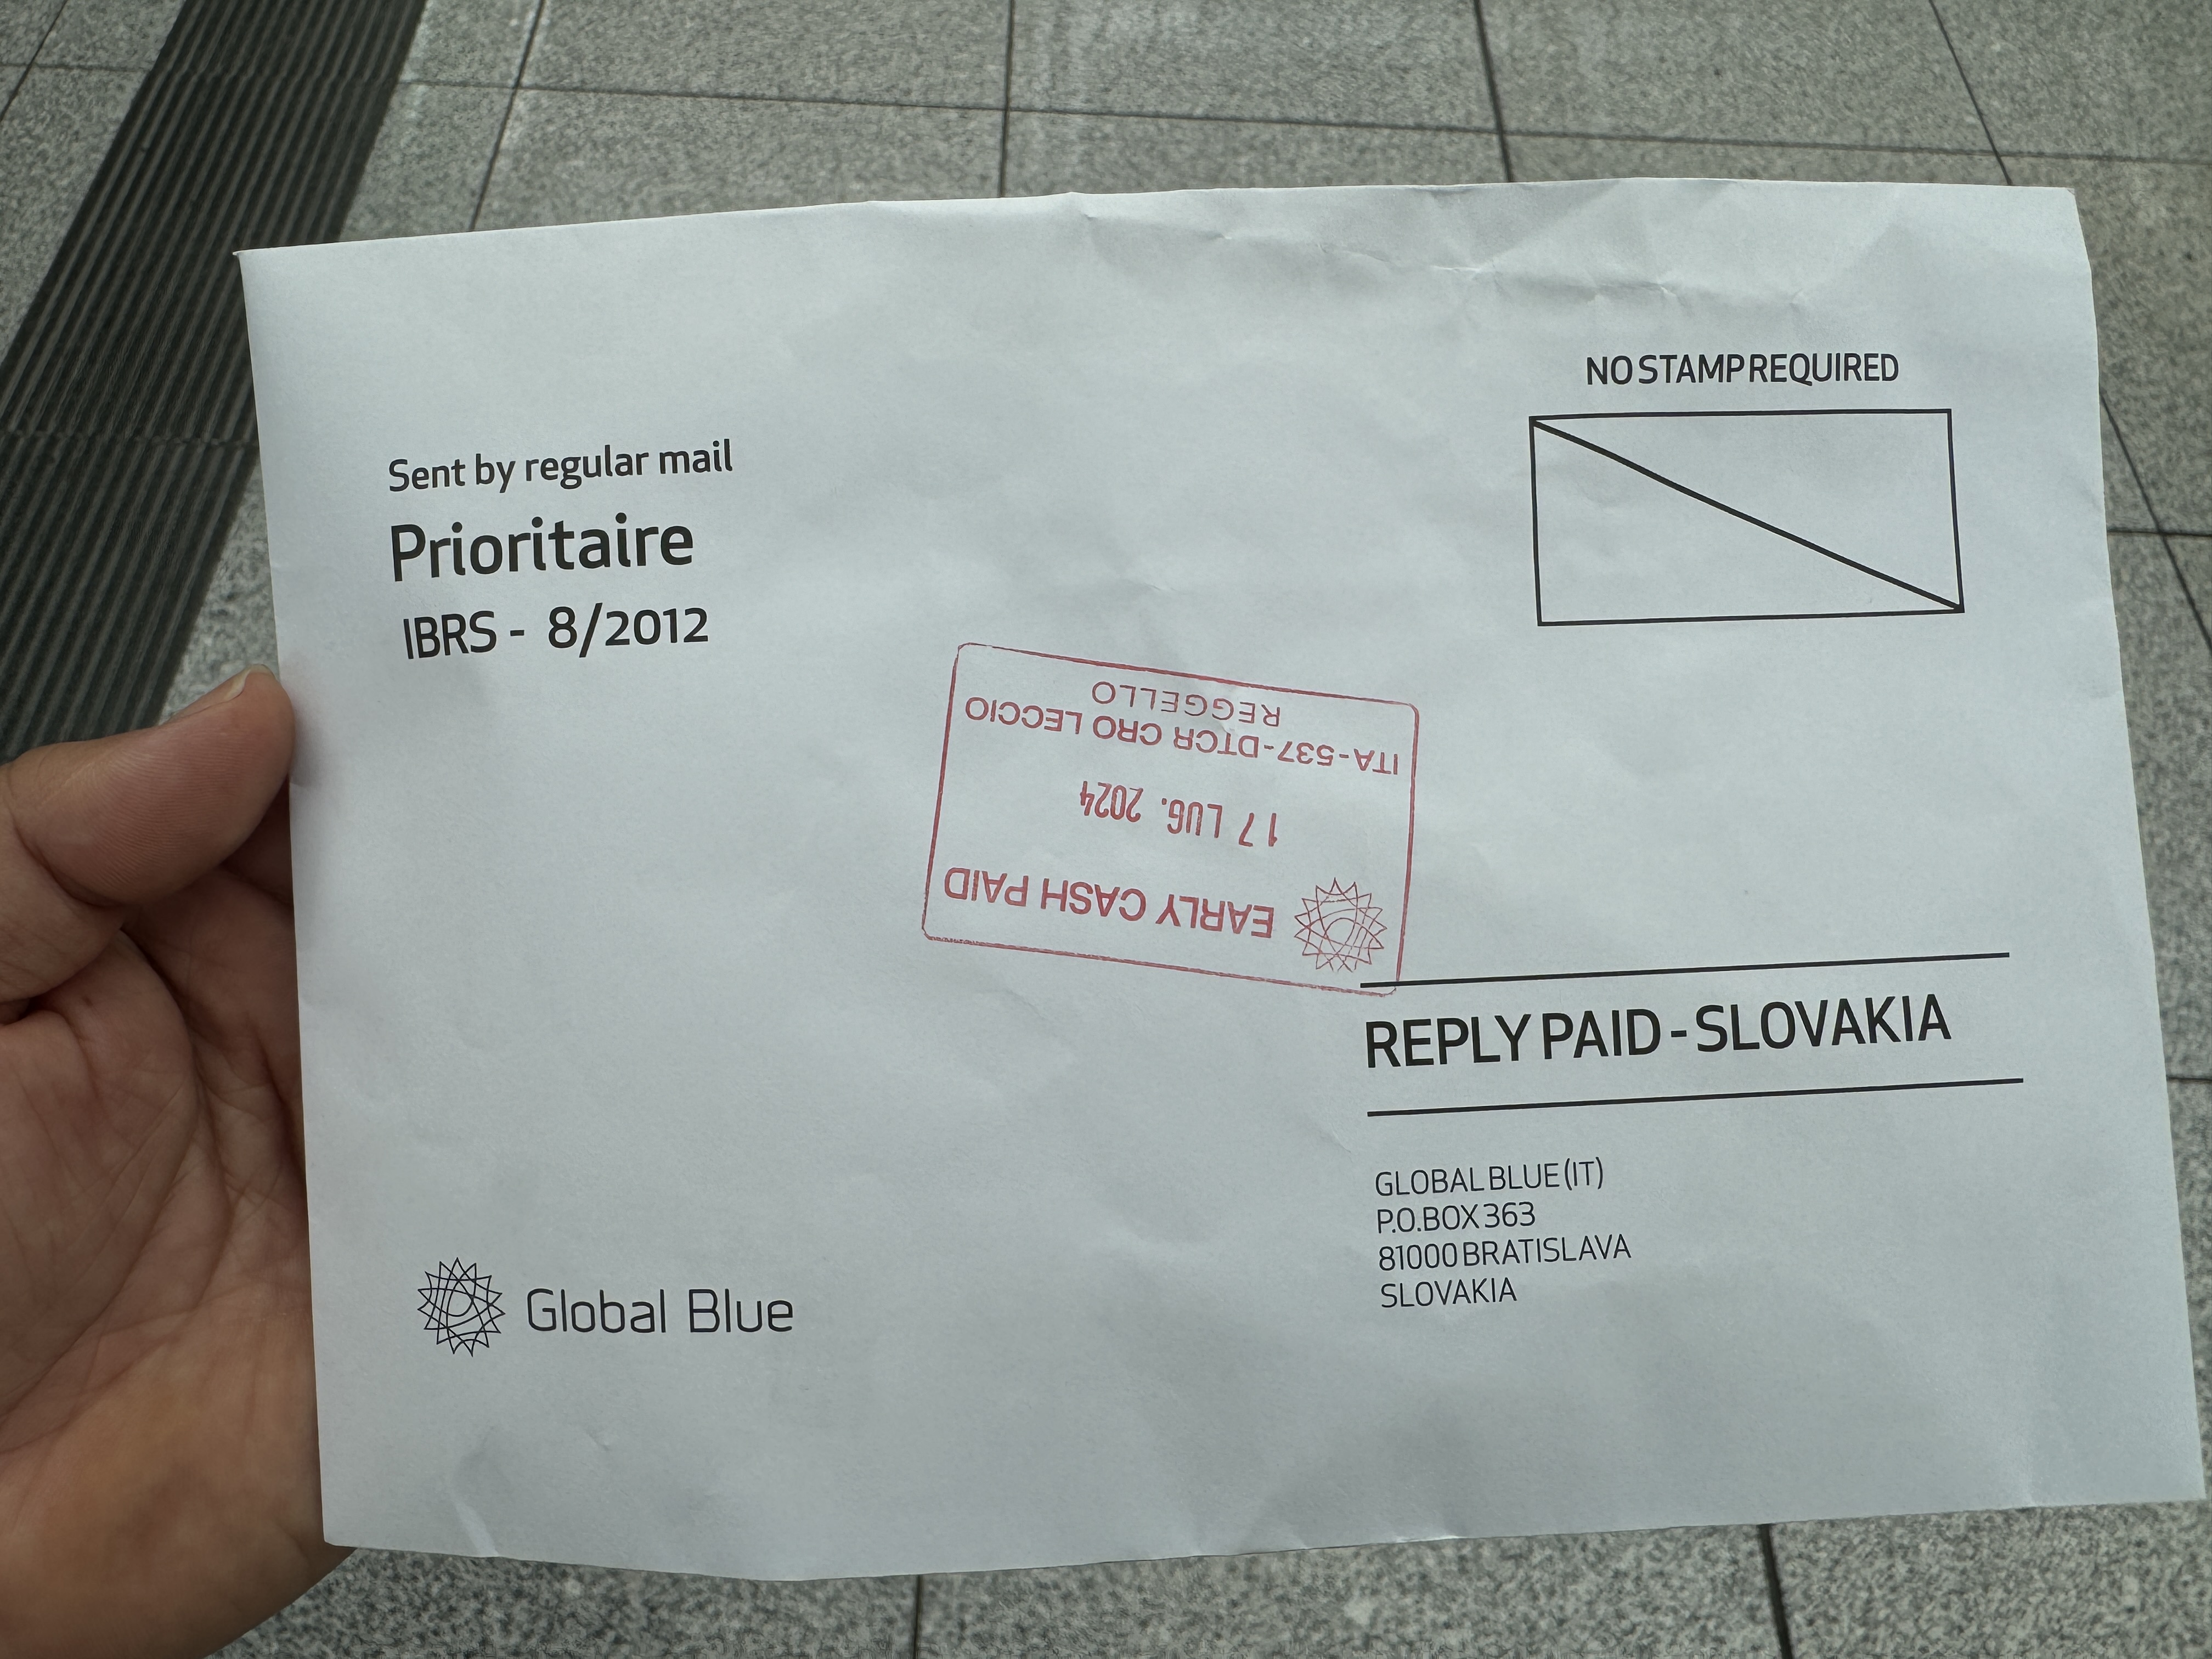 NO STAMP REQUIRED
Sent by regular mail
Prioritaire
IBRS - 8/2012
EARLY CASH PAID
17 LUG. 2024
ITA-537-DTCR CRO LECCIO
REGGELLO
REPLY PAID - SLOVAKIA
GLOBAL BLUE (IT)
P.O.BOX 363
81000 BRATISLAVA
SLOVAKIA
Global Blue